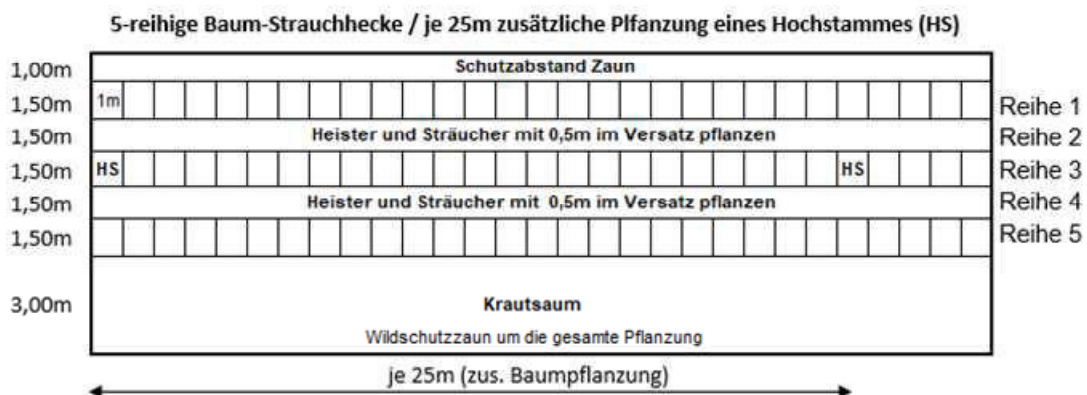 5-reihige Baum-Strauchhecke / je 25m zusätzliche Plfanzung eines Hochstammes (HS)
1,00m Schutzabstand Zaun
1,50m 1m Reihe 1
1,50m Heister und Sträucher mit 0,5m im Versatz pflanzen Reihe 2
1,50m HS HS Reihe 3
1,50m Heister und Sträucher mit 0,5m im Versatz pflanzen Reihe 4
1,50m Reihe 5
3,00m Krautsaum
Wildschutzzaun um die gesamte Pflanzung
je 25m (zus. Baumpflanzung)